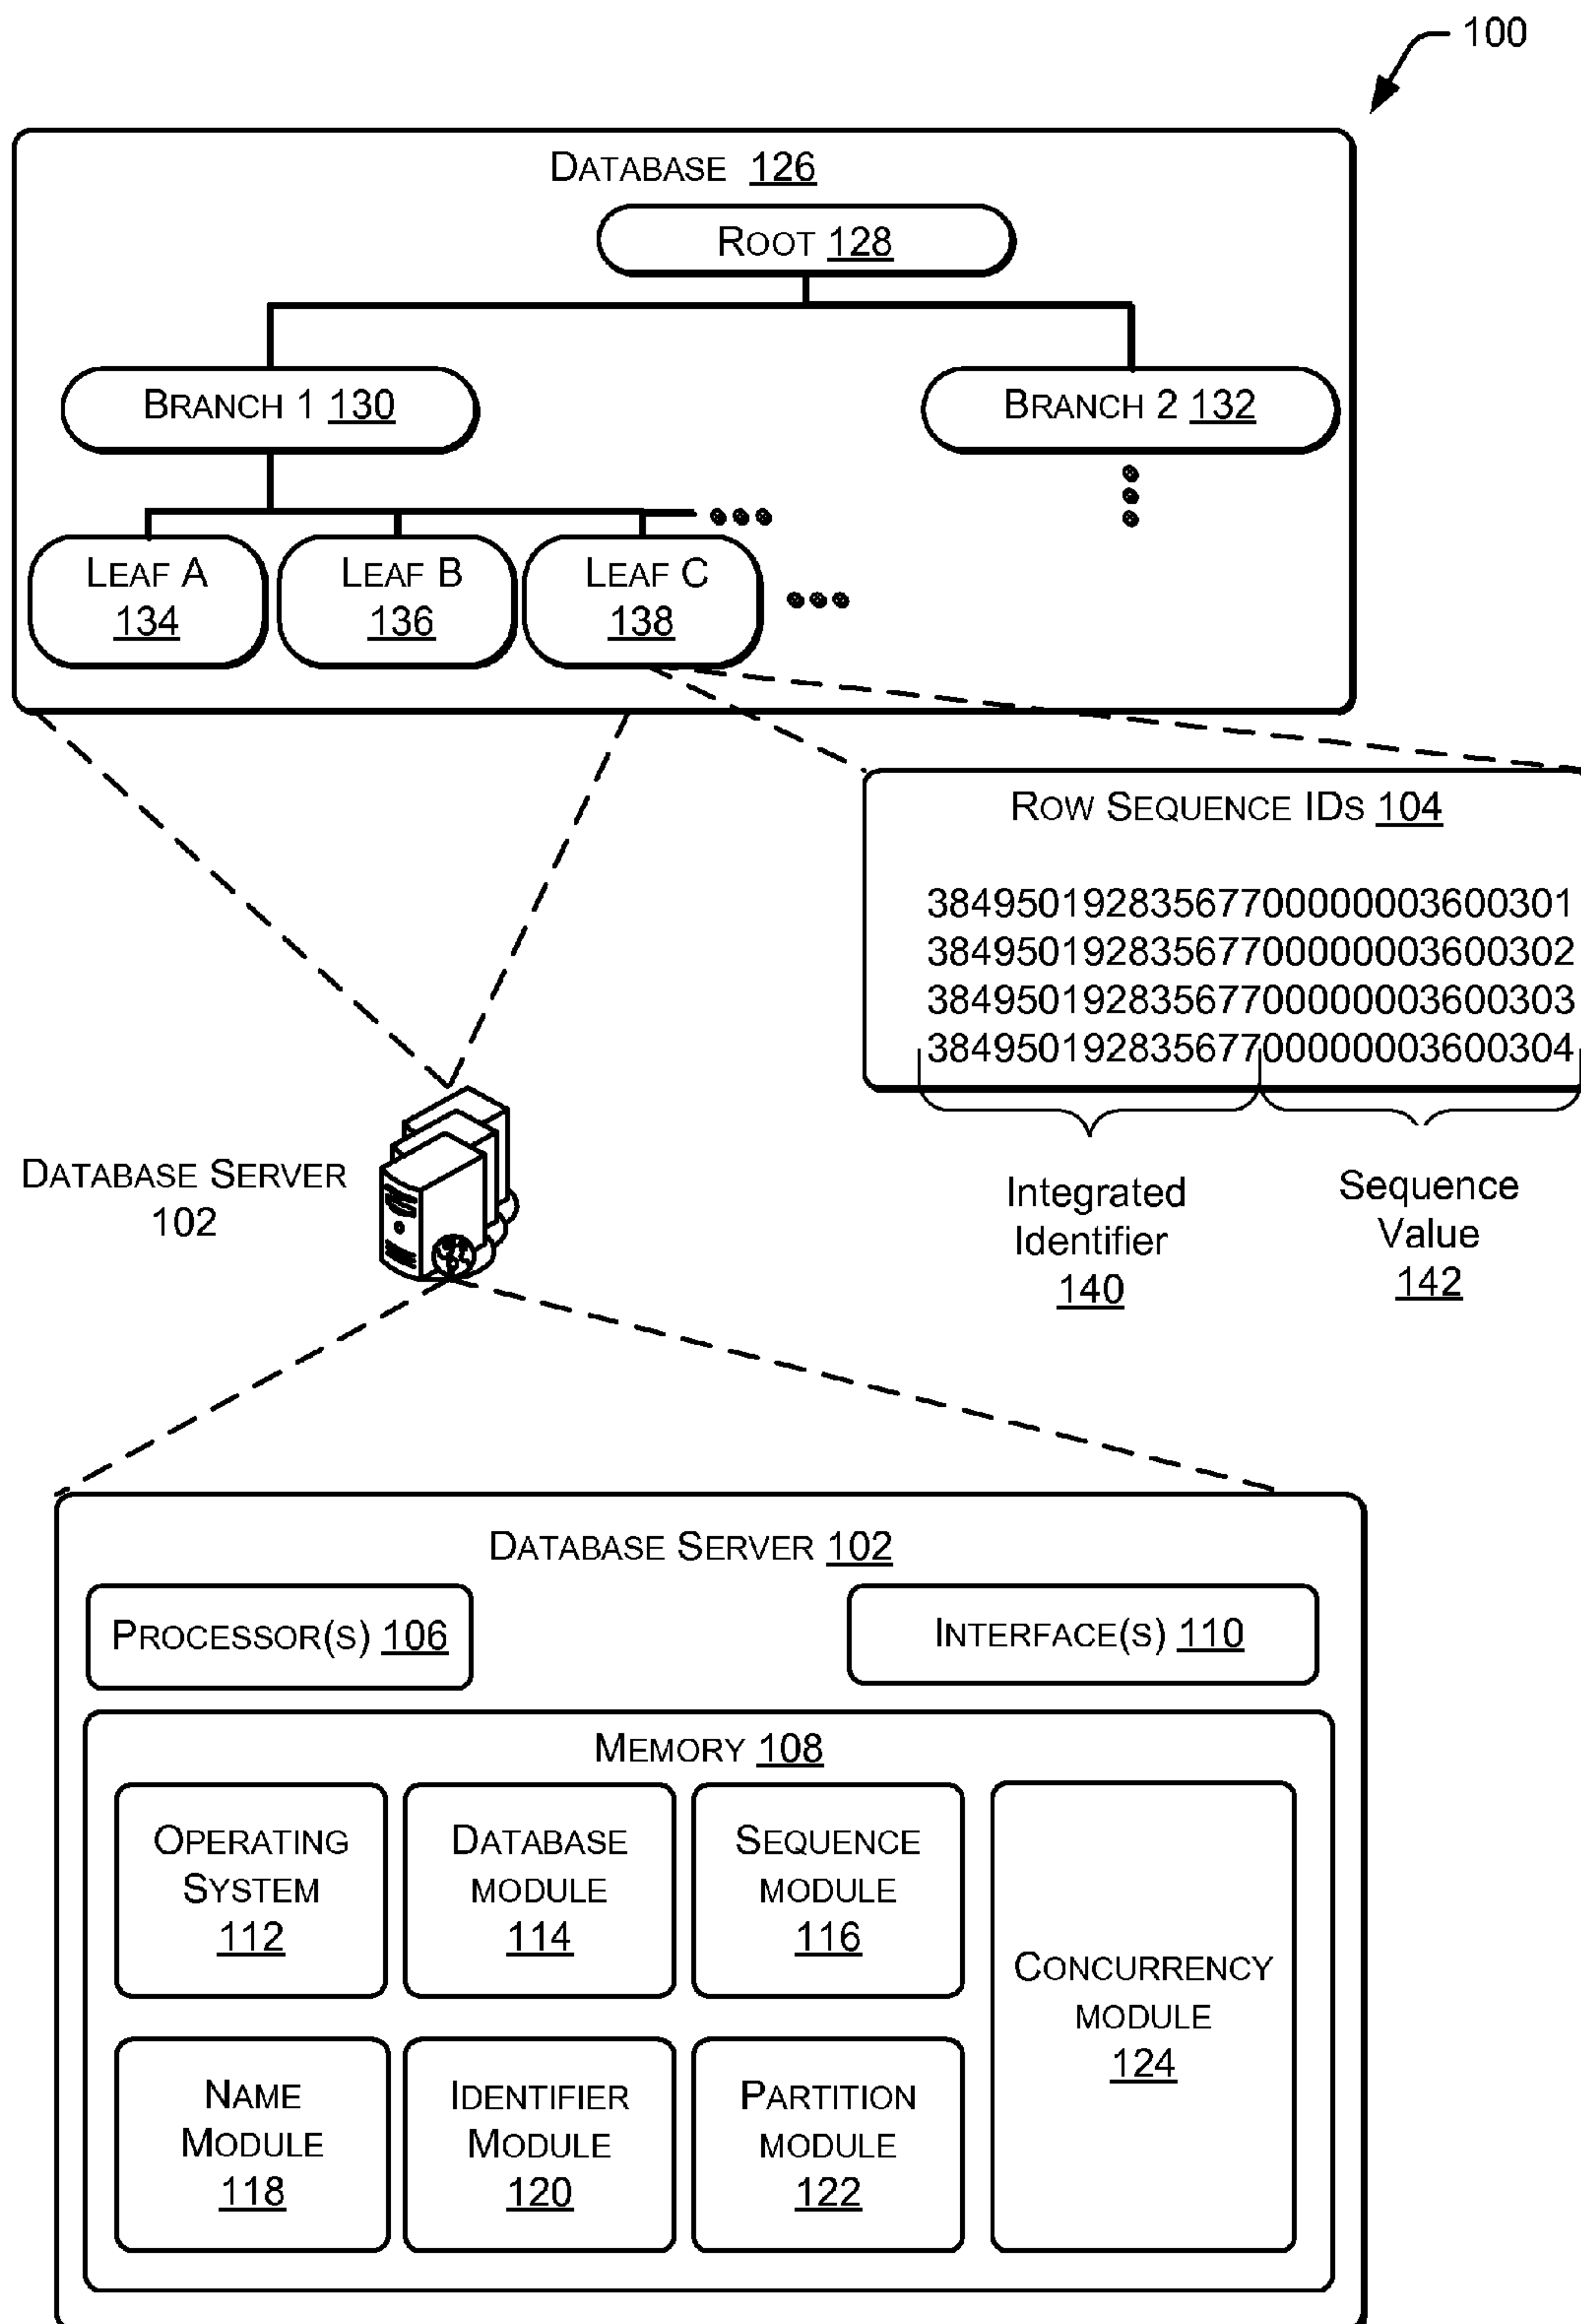 100
DATABASE 126
ROOT 128
BRANCH 1 130
BRANCH 2 132
LEAF A
134
LEAF B
136
LEAF C
138
ROW SEQUENCE IDS 104
384950192835677000000003600301
384950192835677000000003600302
384950192835677000000003600303
384950192835677000000003600304
Integrated
Identifier
140
Sequence
Value
142
DATABASE SERVER
102
DATABASE SERVER 102
PROCESSOR(S) 106
INTERFACE(S) 110
MEMORY 108
OPERATING
SYSTEM
112
DATABASE
MODULE
114
SEQUENCE
MODULE
116
CONCURRENCY
MODULE
124
NAME
MODULE
118
IDENTIFIER
MODULE
120
PARTITION
MODULE
122